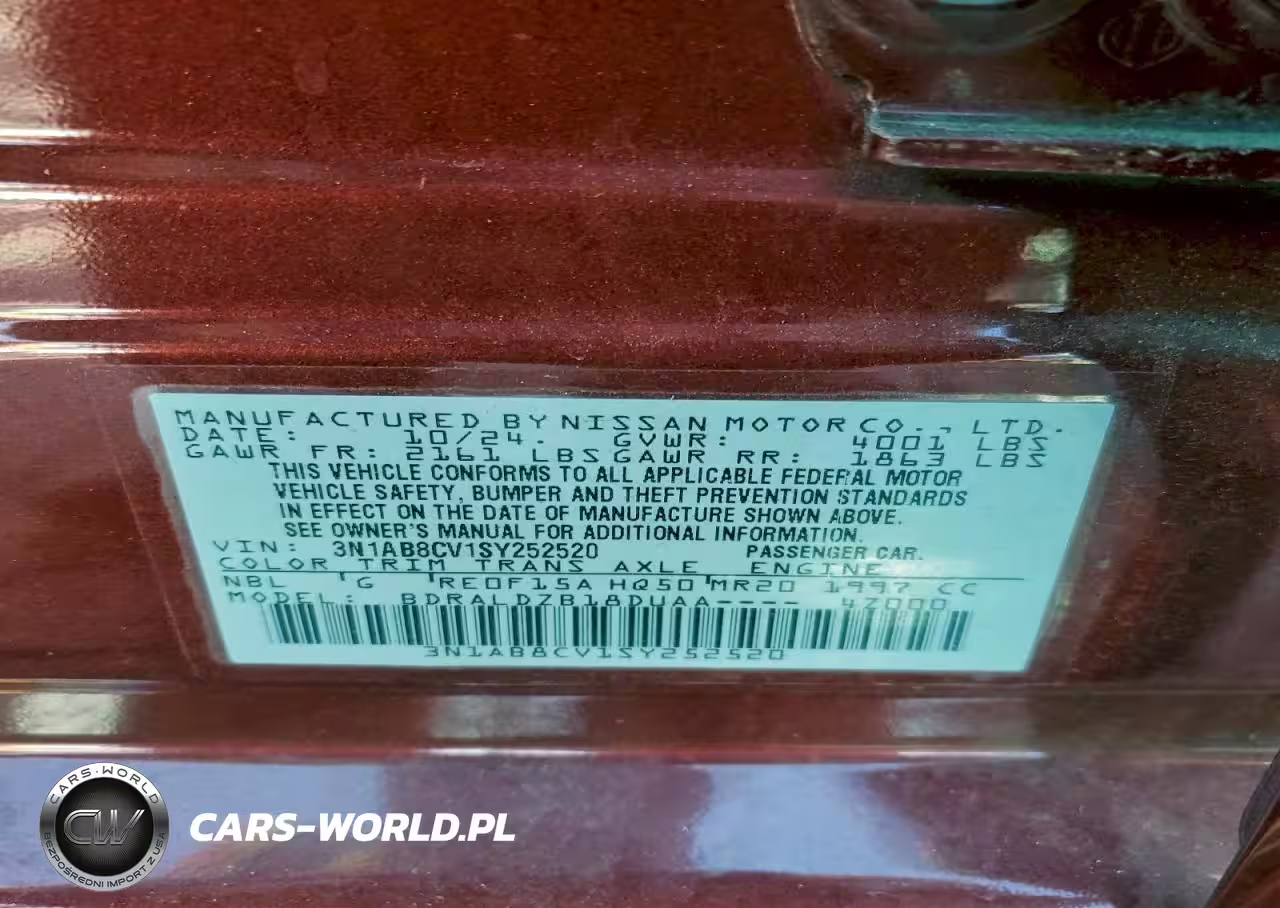 MANUFACTURED BY NISSAN MOTOR CO., LTD.
DATE: 10/24. GVWR: 4001 LBS
GAWR FR: 2161 LBS GAWR RR: 1863 LBS
THIS VEHICLE CONFORMS TO ALL APPLICABLE FEDERAL MOTOR
VEHICLE SAFETY, BUMPER AND THEFT PREVENTION STANDARDS
IN EFFECT ON THE DATE OF MANUFACTURE SHOWN ABOVE.
SEE OWNER'S MANUAL FOR ADDITIONAL INFORMATION.
VIN: 3N1AB8CV1SY252520 PASSENGER CAR.
COLOR TRIM TRANS AXLE ENGINE
NBL 'G 'RE0F15A HQ50'MR20 1997 CC
MODEL: BDRALDZB18DUAA---- 4Z000
3N1AB8CV1SY252520
CARS-WORLD
CW
BEZPOŚREDNI IMPORT Z USA
CARS-WORLD.PL